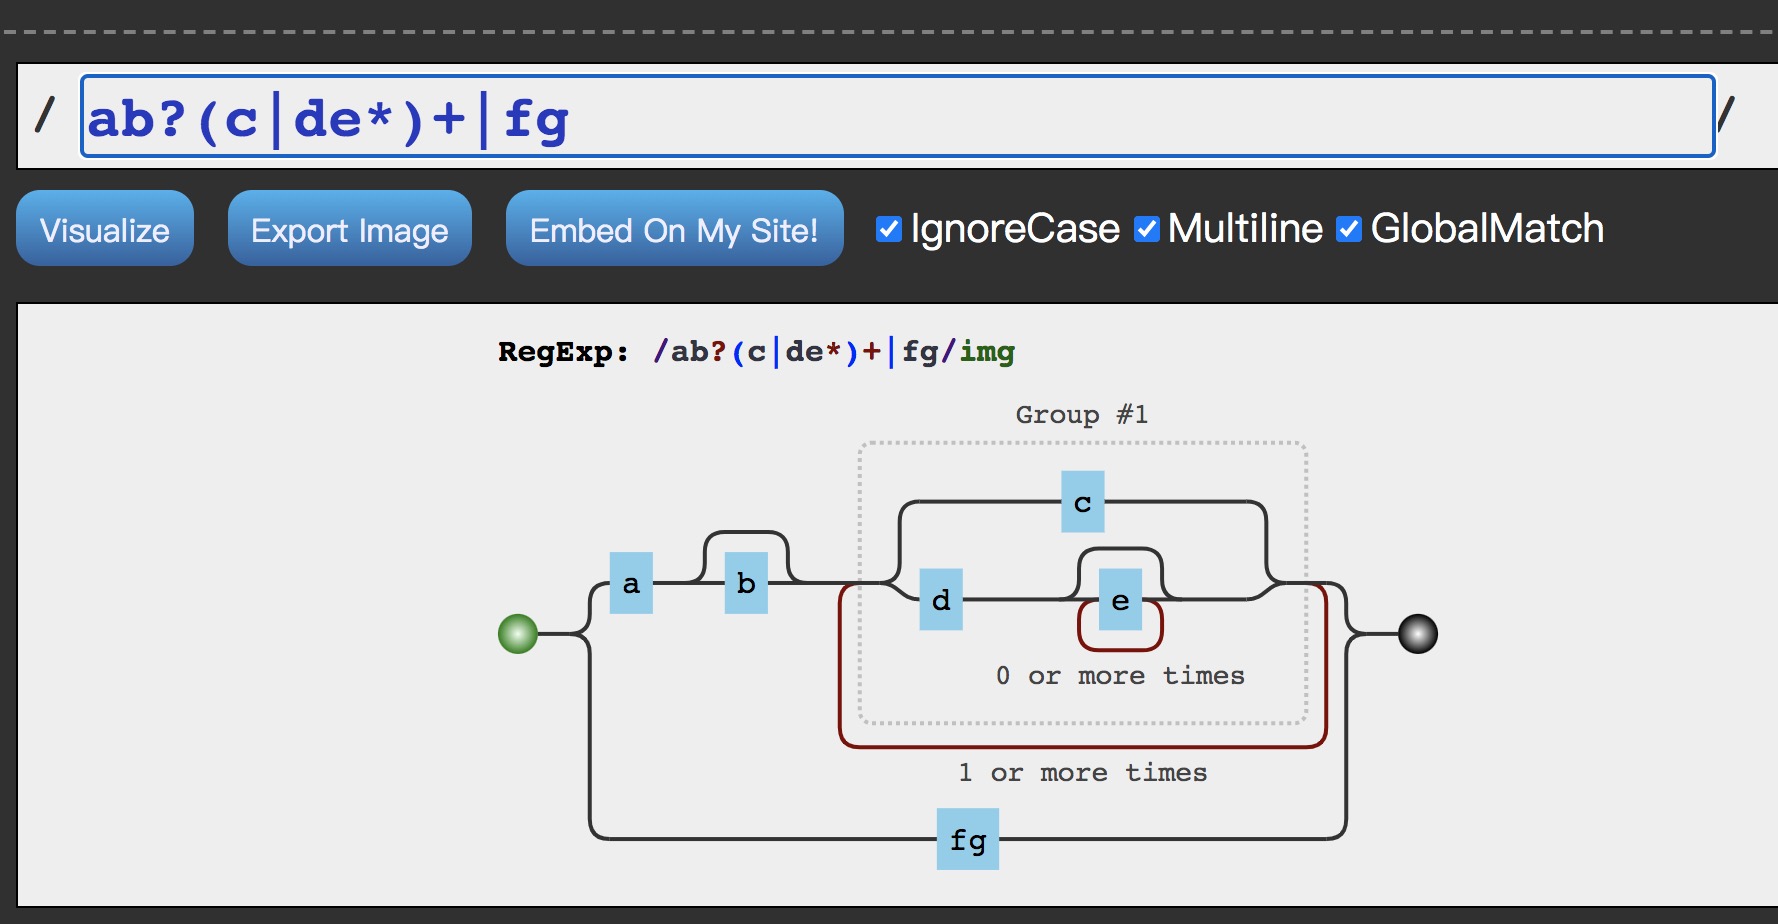 / ab?(c|de*)+|fg /
Visualize Export Image Embed On My Site! IgnoreCase Multiline GlobalMatch
RegExp: /ab?(c|de*)+|fg/img
Group #1
c
a b d e
0 or more times
1 or more times
fg